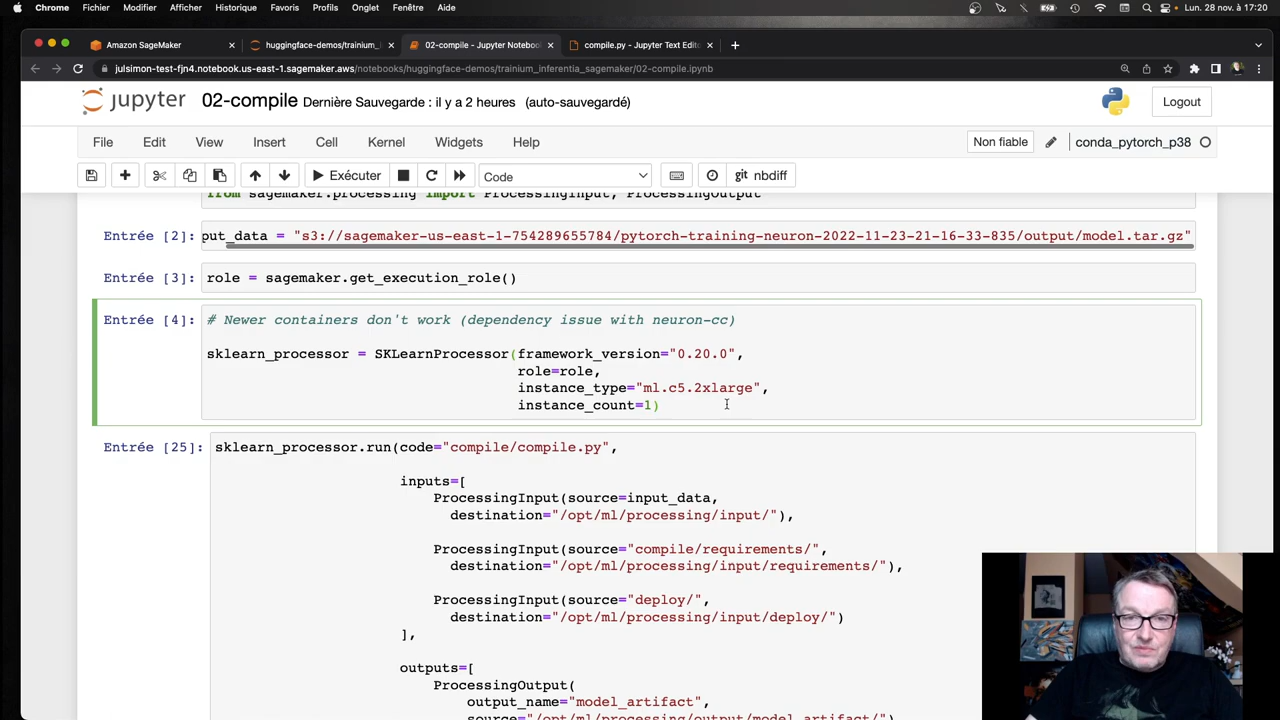 Chrome Fichier Modifier Afficher Historique Favoris Profils Onglet Fenêtre Aide Lun. 28 nov. à 17:20
Amazon SageMaker
huggingface-demos/trainium_i
02-compile - Jupyter Notebook
compile.py - Jupyter Text Edito
julsimon-test-fjn4.notebook.us-east-1.sagemaker.aws/notebooks/huggingface-demos/trainium_inferentia_sagemaker/02-compile.ipynb
jupyter 02-compile Dernière Sauvegarde : il y a 2 heures (auto-sauvegardé) Logout
File Edit View Insert Cell Kernel Widgets Help Non fiable conda_pytorch_p38
Exécuter Code git nbdiff
from sagemaker.processing import ProcessingInput, ProcessingOutput
Entrée [2]: put_data = "s3://sagemaker-us-east-1-754289655784/pytorch-training-neuron-2022-11-23-21-16-33-835/output/model.tar.gz"
Entrée [3]: role = sagemaker.get_execution_role()
Entrée [4]: # Newer containers don't work (dependency issue with neuron-cc)
sklearn_processor = SKLearnProcessor(framework_version="0.20.0",
role=role,
instance_type="ml.c5.2xlarge",
instance_count=1)
Entrée [25]: sklearn_processor.run(code="compile/compile.py",
inputs=[
ProcessingInput(source=input_data,
destination="/opt/ml/processing/input/"),
ProcessingInput(source="compile/requirements/",
destination="/opt/ml/processing/input/requirements/"),
ProcessingInput(source="deploy/",
destination="/opt/ml/processing/input/deploy/")
],
outputs=[
ProcessingOutput(
output_name="model_artifact",
source="/opt/ml/processing/output/model_artifact/")